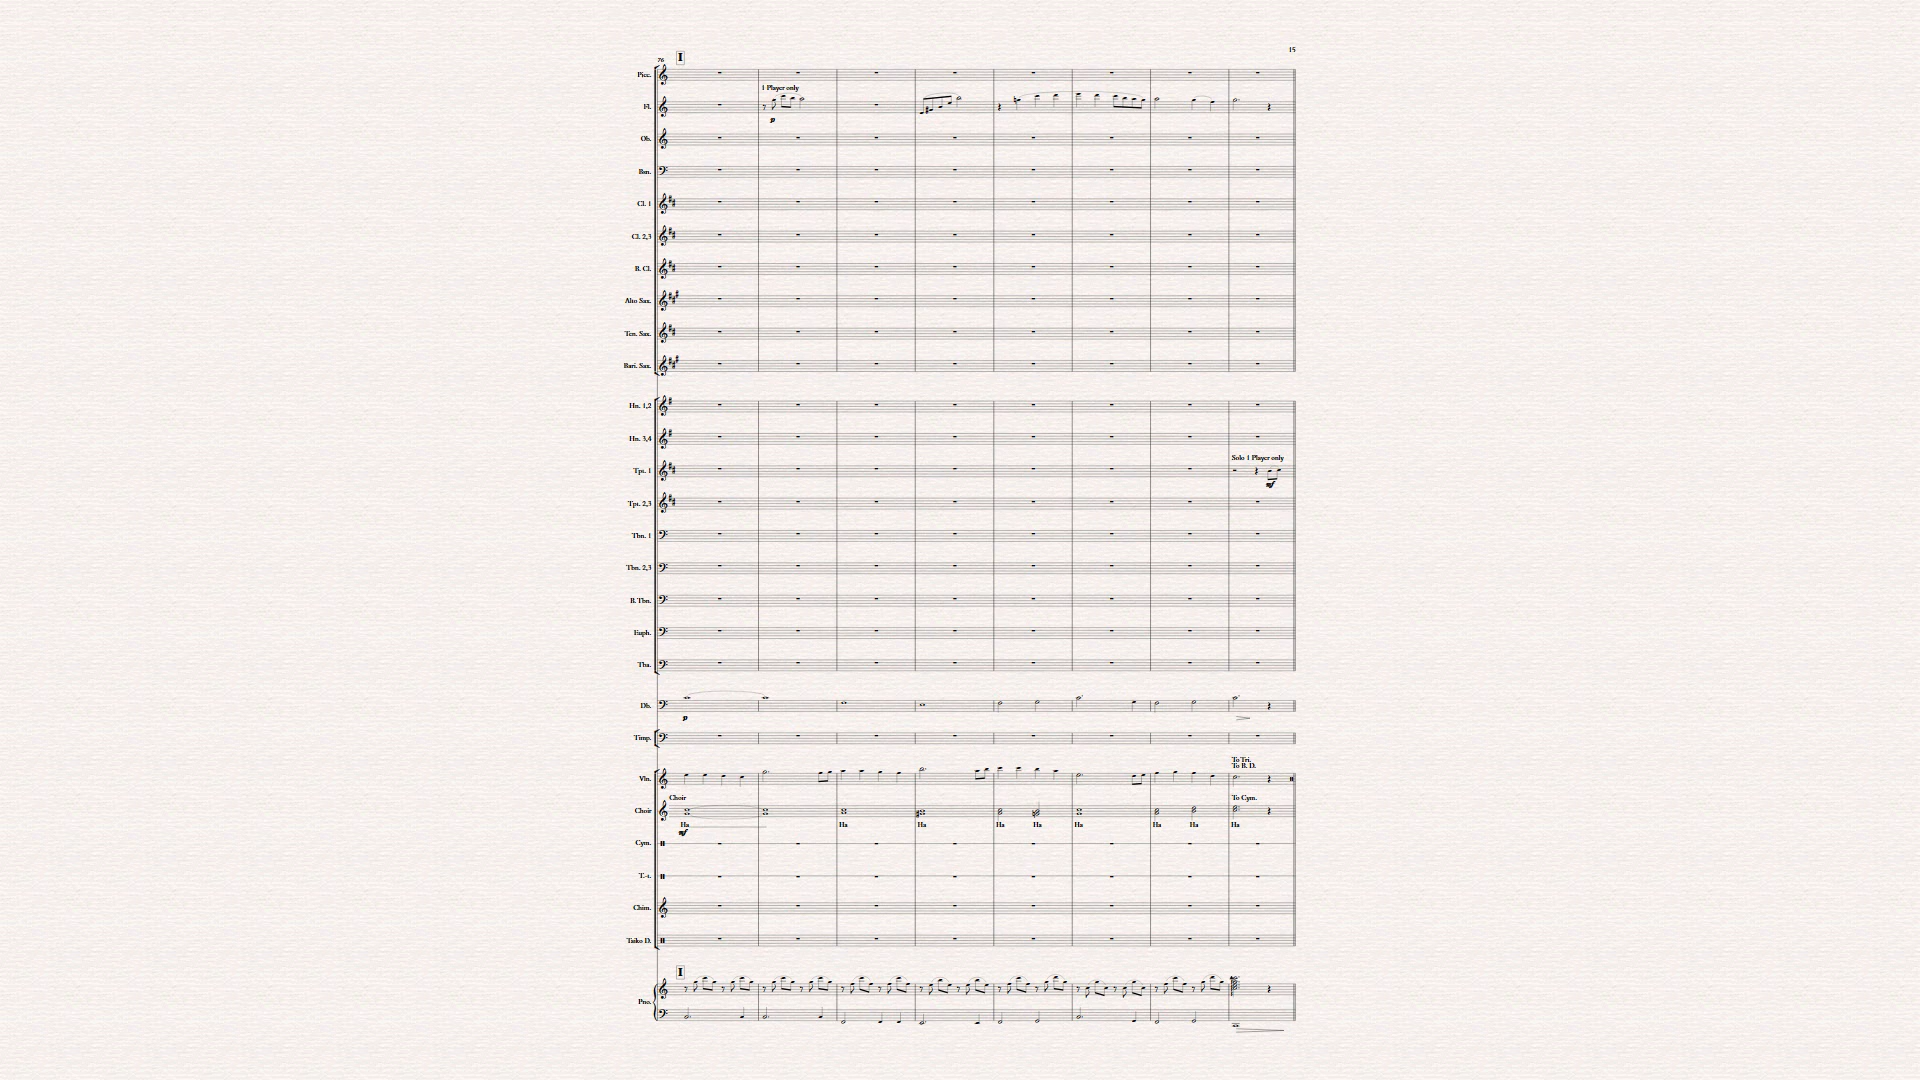 15
76
I
Picc.
1 Player only
Fl.
p
Ob.
Bsn.
Cl. 1
Cl. 2,3
B. Cl.
Alto Sax.
Ten. Sax.
Bari. Sax.
Hn. 1,2
Hn. 3,4
Solo 1 Player only
Tpt. 1
mf
Tpt. 2,3
Tbn. 1
Tbn. 2,3
B. Tbn.
Euph.
Tba.
Db.
p
Timp.
To Tri.
To B. D.
Vln.
Choir To Cym.
Choir
Ha Ha Ha Ha Ha Ha Ha Ha Ha
mf
Cym.
T.-t.
Chim.
Taiko D.
I
Pno.